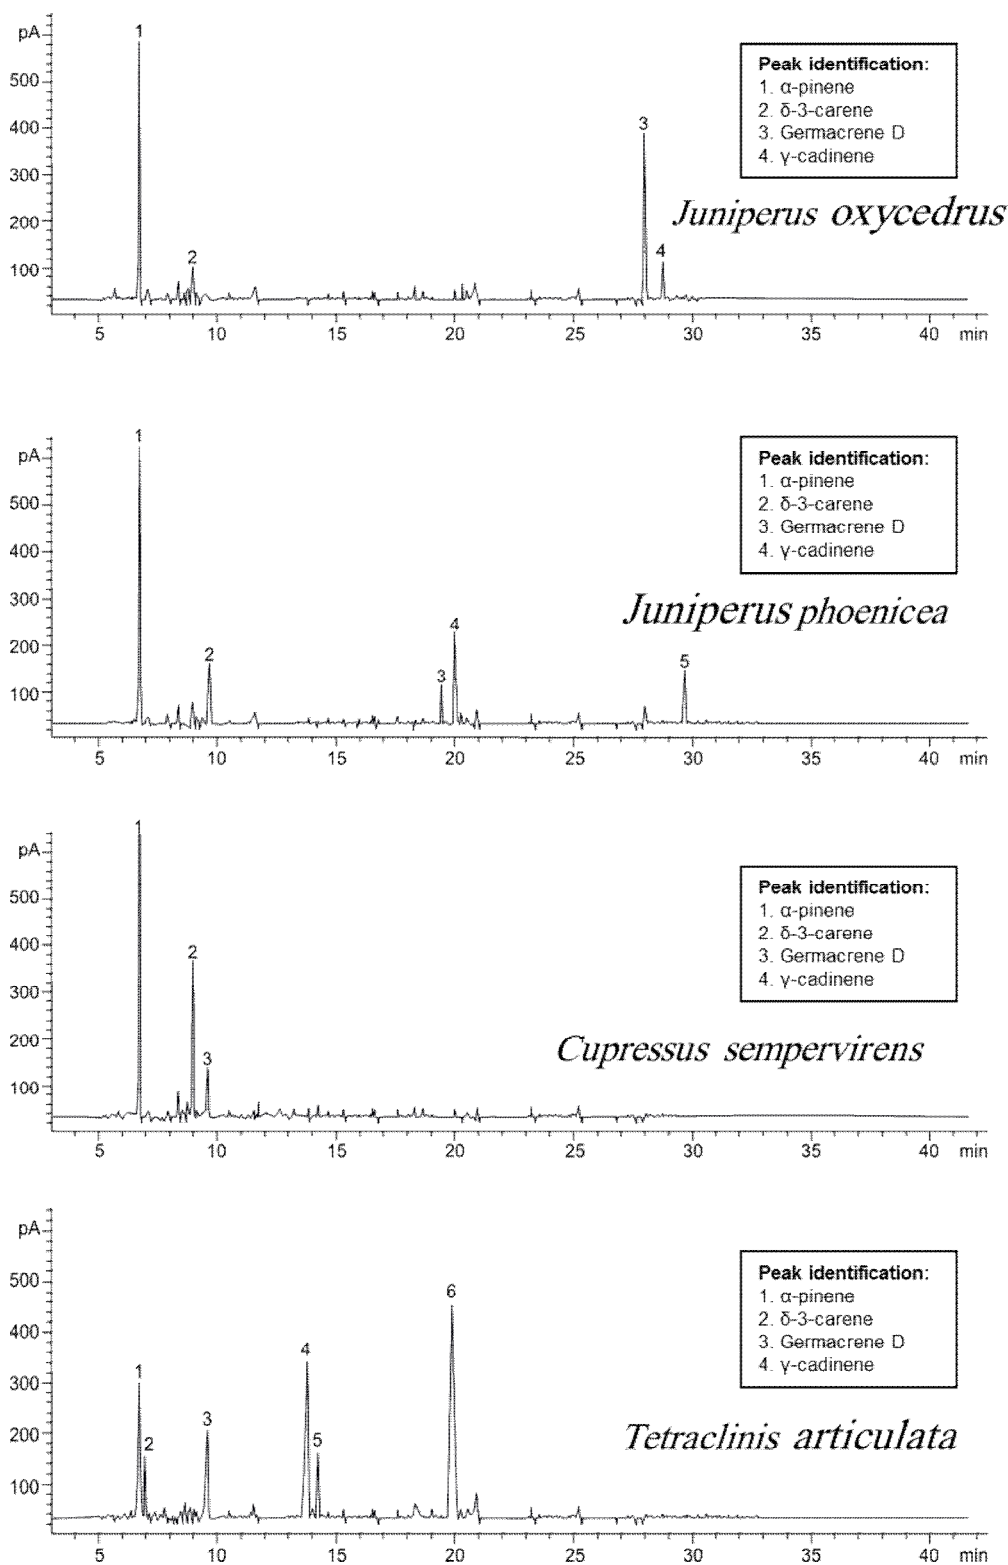 pA
500
400
300
200
100
1
2
3
4
Peak identification:
1. α-pinene
2. δ-3-carene
3. Germacrene D
4. γ-cadinene
Juniperus oxycedrus
5 10 15 20 25 30 35 40 min
pA
500
400
300
200
100
1
2
3
4
5
Peak identification:
1. α-pinene
2. δ-3-carene
3. Germacrene D
4. γ-cadinene
Juniperus phoenicea
5 10 15 20 25 30 35 40 min
pA
500
400
300
200
100
1
2
3
Peak identification:
1. α-pinene
2. δ-3-carene
3. Germacrene D
4. γ-cadinene
Cupressus sempervirens
5 10 15 20 25 30 35 40 min
pA
500
400
300
200
100
1
2
3
4
5
6
Peak identification:
1. α-pinene
2. δ-3-carene
3. Germacrene D
4. γ-cadinene
Tetraclinis articulata
5 10 15 20 25 30 35 40 min